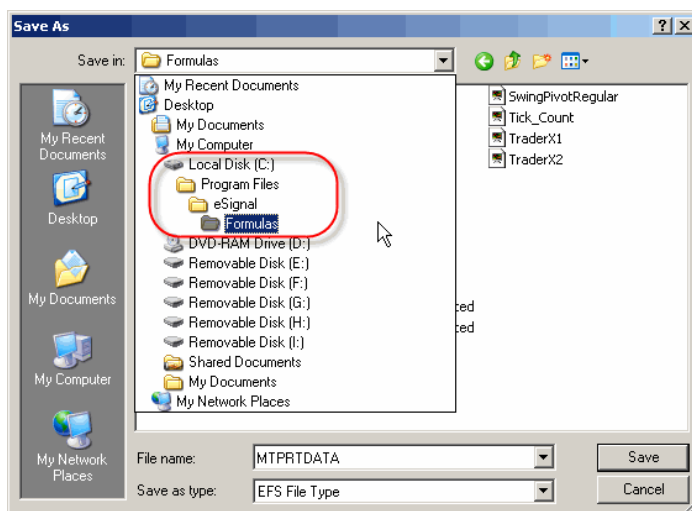 Save As
Save in:
Formulas
My Recent Documents
Desktop
My Documents
My Computer
Local Disk (C:)
Program Files
eSignal
Formulas
DVD-RAM Drive (D:)
Removable Disk (E:)
Removable Disk (F:)
Removable Disk (G:)
Removable Disk (H:)
Removable Disk (I:)
Shared Documents
My Documents
My Network Places
SwingPivotRegular
Tick_Count
TraderX1
TraderX2
ted
ted
My Recent
Documents
Desktop
My Documents
My Computer
My Network
Places
File name:
MTPRTDATA
Save
Save as type:
EFS File Type
Cancel